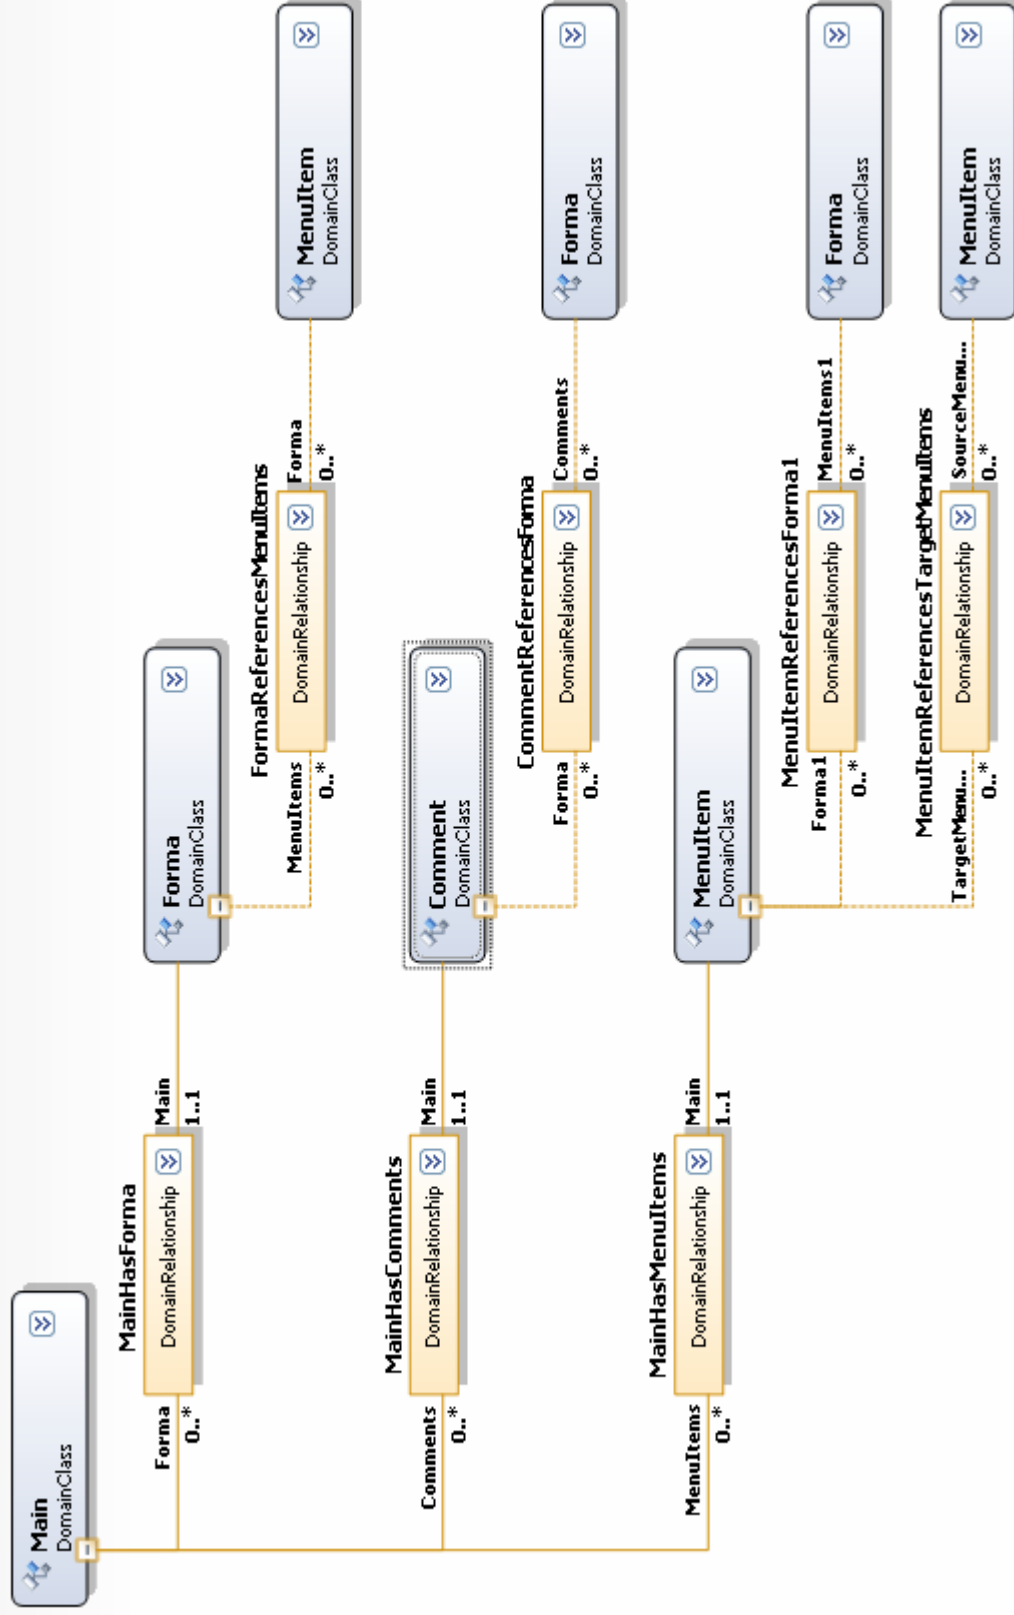 Main
DomainClass
MainHasForma
Forma
0..*
DomainRelationship
Main
1..1
Forma
DomainClass
FormaReferencesMenuItems
MenuItems
0..*
DomainRelationship
Forma
0..*
MenuItem
DomainClass
MainHasComments
Comments
0..*
DomainRelationship
Main
1..1
Comment
DomainClass
CommentReferencesForma
Forma
0..*
DomainRelationship
Comments
0..*
Forma
DomainClass
MainHasMenuItems
MenuItems
0..*
DomainRelationship
Main
1..1
MenuItem
DomainClass
MenuItemReferencesForma1
Forma1
0..*
DomainRelationship
MenuItems1
0..*
Forma
DomainClass
MenuItemReferencesTargetMenuItems
TargetMenu...
0..*
DomainRelationship
SourceMenu...
0..*
MenuItem
DomainClass